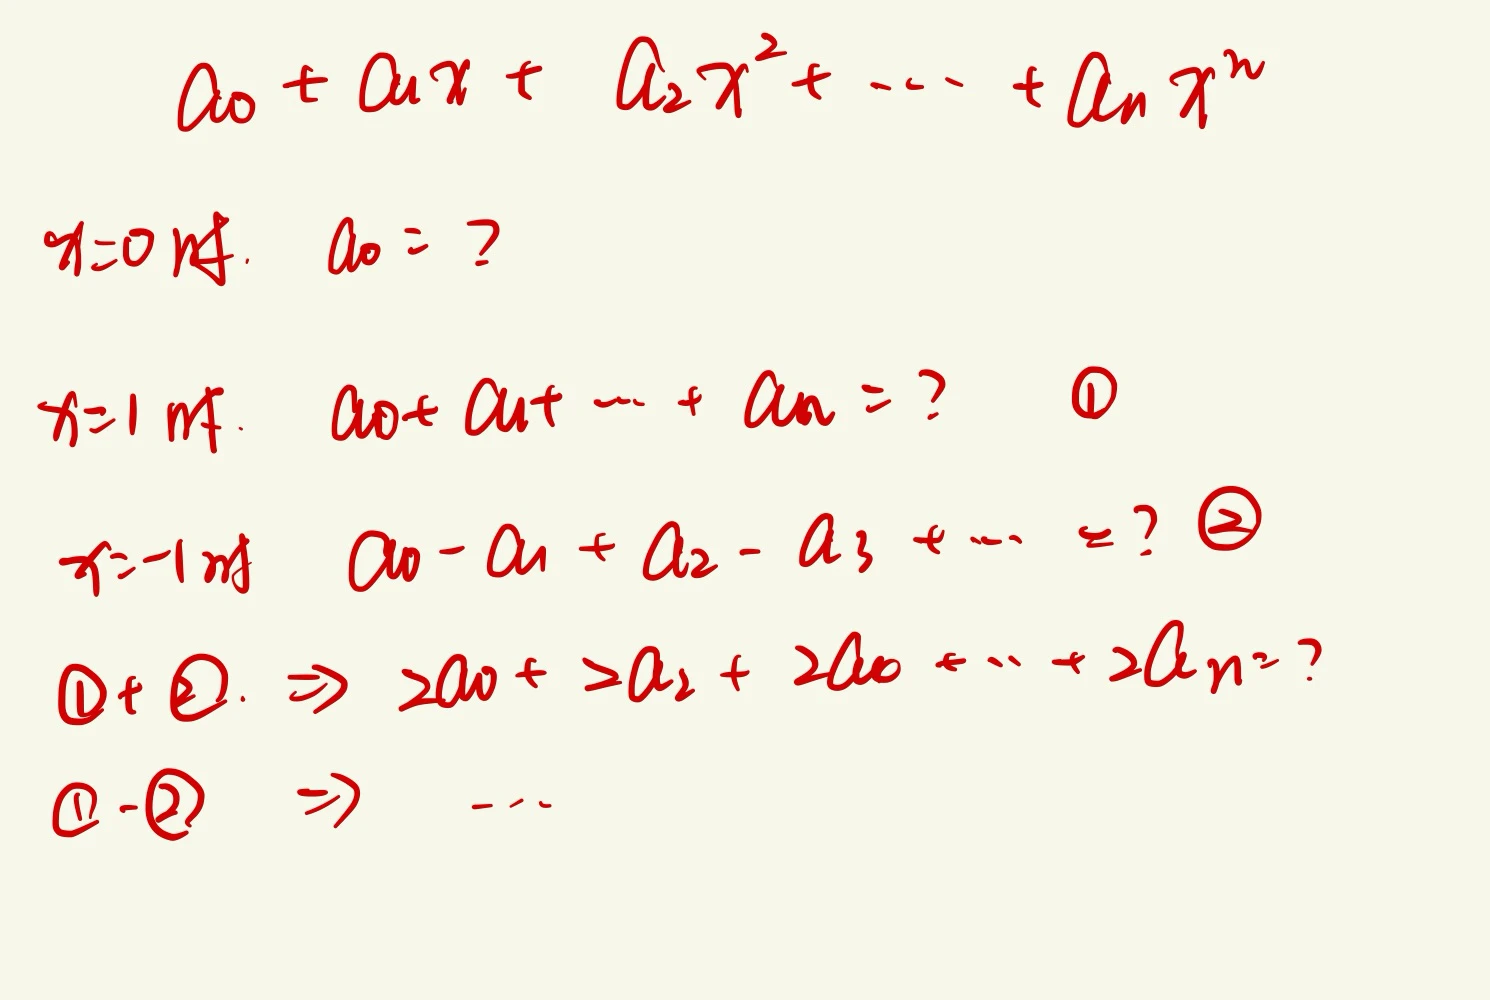 a₀ + a₁x + a₂x² + ··· + aₙxⁿ
x=0时. a₀ = ?
x=1时. a₀+ a₁+ ··· + aₙ = ? ①
x=-1时 a₀ - a₁ + a₂ - a₃ + ··· = ? ②
① + ②. ⇒ 2a₀ + 2a₂ + 2a₀ + ··· + 2aₙ = ?
① - ② ⇒ ···